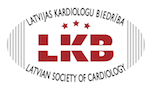 LATVIJAS KARDIOLOGU BIEDRĪBA
LKB
LATVIAN SOCIETY OF CARDIOLOGY